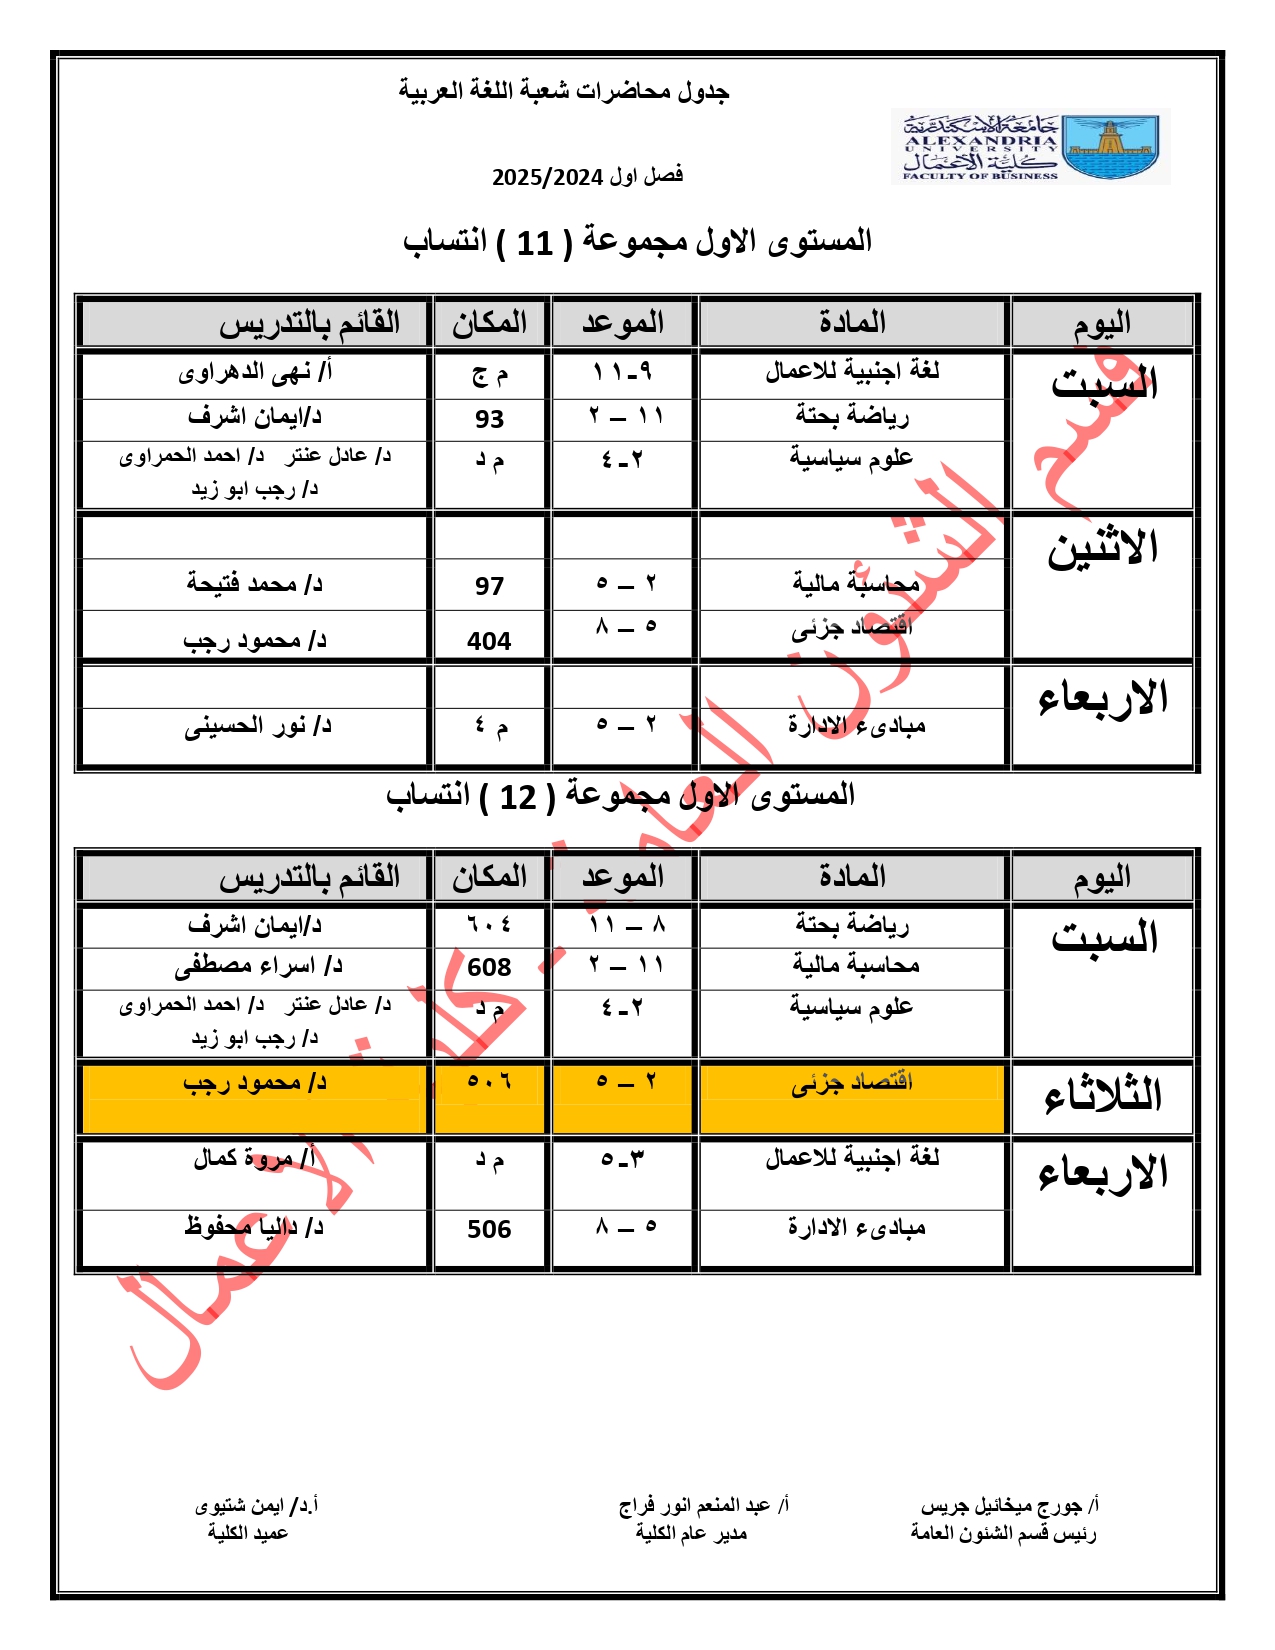 جدول محاضرات شعبة اللغة العربية
جامعة الإسكندرية
ALEXANDRIA
UNIVERSITY
كلية الأعمال
FACULTY OF BUSINESS
فصل اول 2025/2024
المستوى الاول مجموعة ( 11 ) انتساب
اليوم المادة الموعد المكان القائم بالتدريس
السبت لغة اجنبية للاعمال ٩-١١ م ج أ/ نهى الدهراوى
رياضة بحتة ١١ – ٢ 93 د/ايمان اشرف
علوم سياسية ٢-٤ م د د/ عادل عنتر د/ احمد الحمراوى
د/ رجب ابو زيد
الاثنين
محاسبة مالية ٢ – ٥ 97 د/ محمد فتيحة
اقتصاد جزئى ٥ – ٨ 404 د/ محمود رجب
الاربعاء
مبادىء الادارة ٢ – ٥ م ٤ د/ نور الحسينى
المستوى الاول مجموعة ( 12 ) انتساب
اليوم المادة الموعد المكان القائم بالتدريس
السبت رياضة بحتة ٨ – ١١ ٦٠٤ د/ايمان اشرف
محاسبة مالية ١١ – ٢ 608 د/ اسراء مصطفى
علوم سياسية ٢-٤ م د د/ عادل عنتر د/ احمد الحمراوى
د/ رجب ابو زيد
الثلاثاء اقتصاد جزئى ٢ – ٥ ٥٠٦ د/ محمود رجب
الاربعاء لغة اجنبية للاعمال ٣-٥ م د أ/ مروة كمال
مبادىء الادارة ٥ – ٨ 506 د/ داليا محفوظ
قسم الشئون العامة - كلية الاعمال
أ/ جورج ميخائيل جريس أ/ عبد المنعم انور فراج أ.د/ ايمن شتيوى
رئيس قسم الشئون العامة مدير عام الكلية عميد الكلية